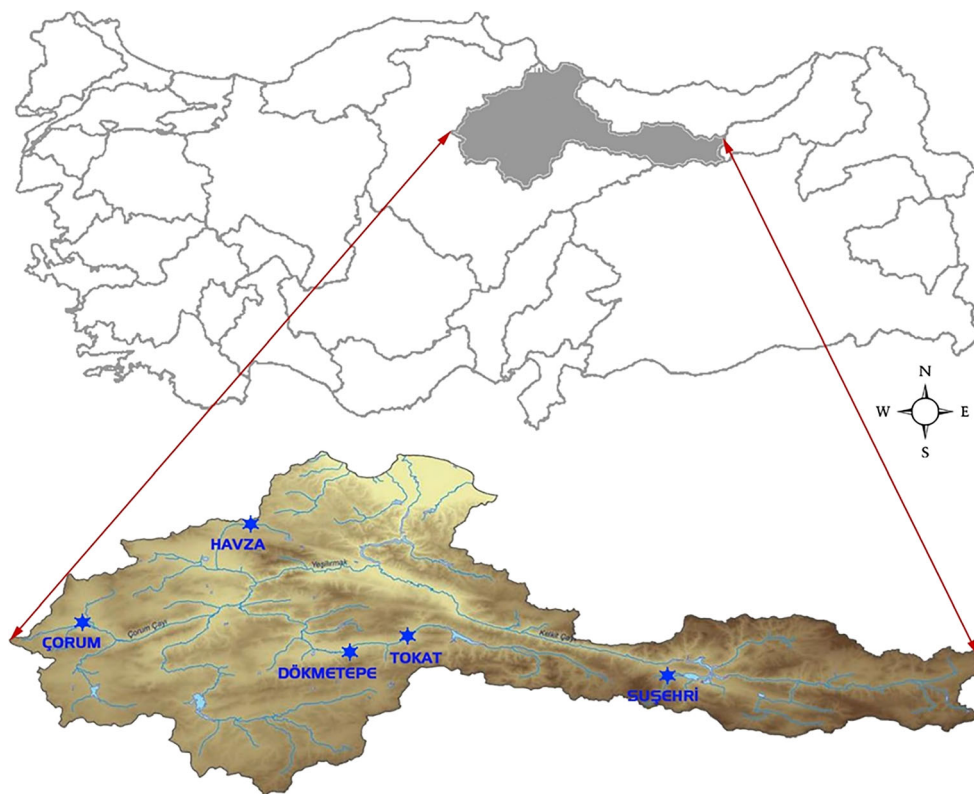 N
W E
S
HAVZA
Yeşilırmak
ÇORUM
Çorum Çayı
DÖKMETEPE
TOKAT
Kelkit Çayı
SUŞEHRİ